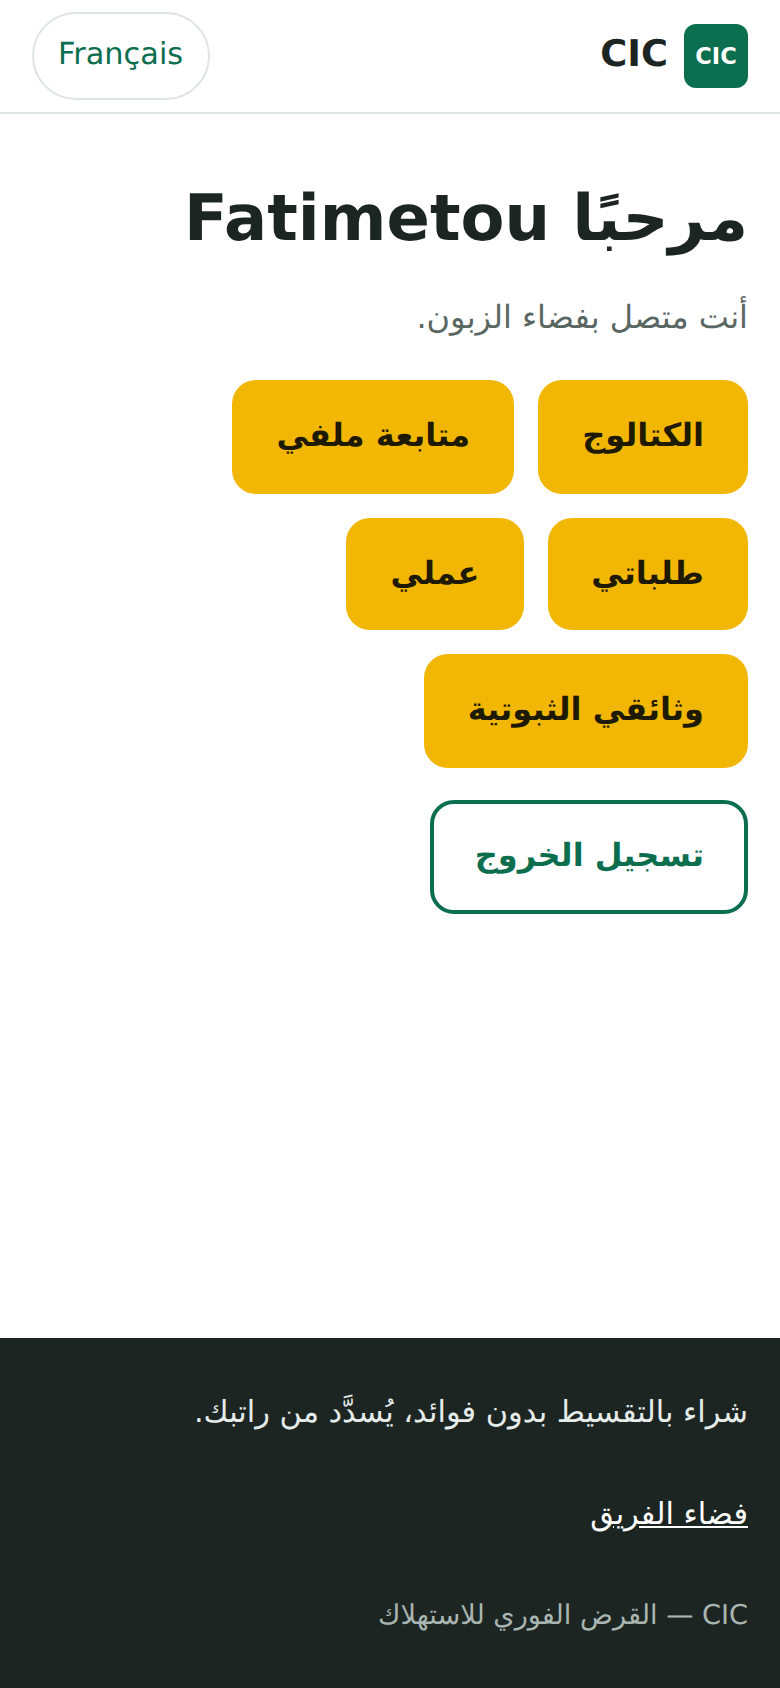 CIC CIC
Français
مرحبًا Fatimetou
أنت متصل بفضاء الزبون.
الكتالوج
متابعة ملفي
طلباتي
عملي
وثائقي الثبوتية
تسجيل الخروج
شراء بالتقسيط بدون فوائد، يُسدَّد من راتبك.
فضاء الفريق
CIC — القرض الفوري للاستهلاك